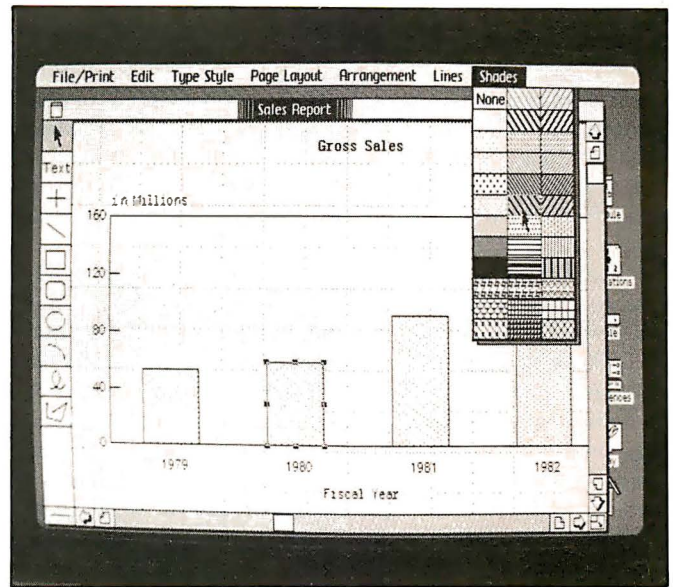 File/Print Edit Type Style Page Layout Arrangement Lines Shades
Sales Report
None
Gross Sales
Text
in Millions
160
120
80
40
0
1979 1980 1981 1982
Fiscal Year